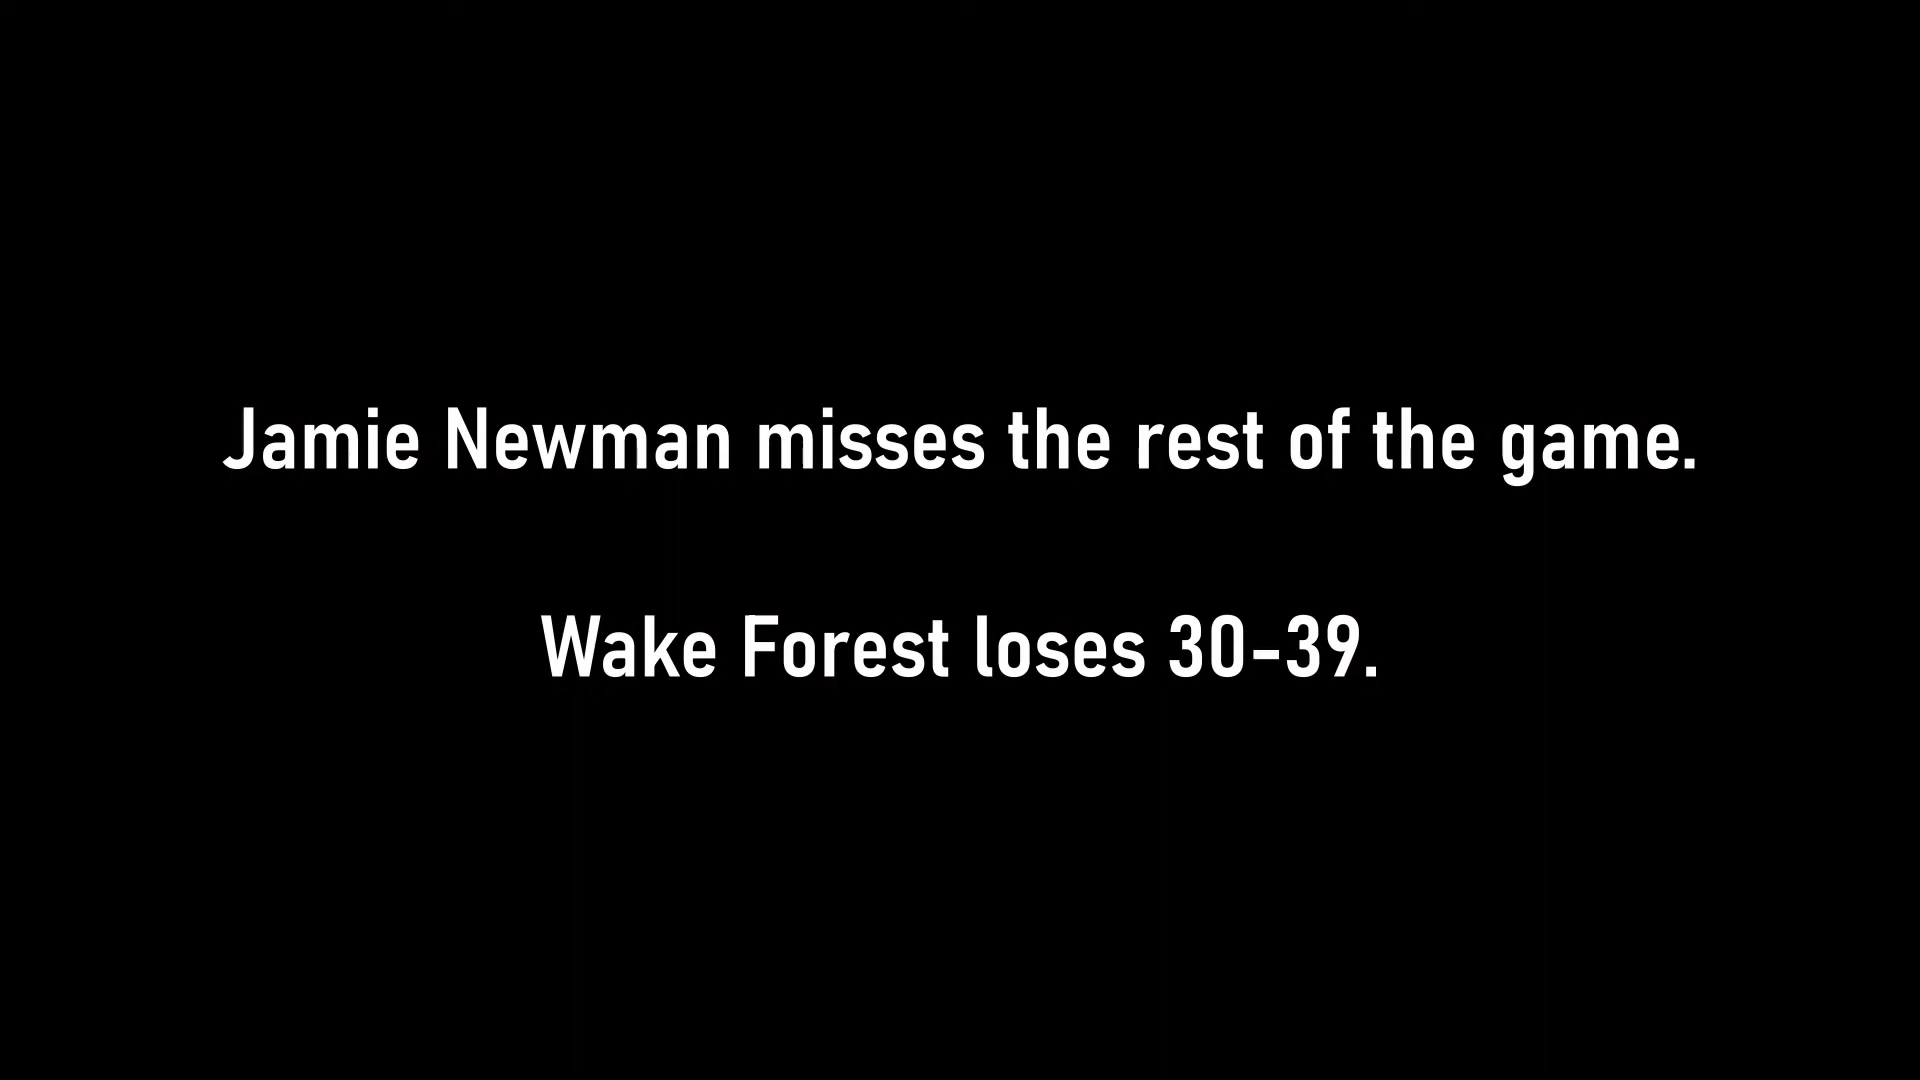 Jamie Newman misses the rest of the game.
Wake Forest loses 30-39.